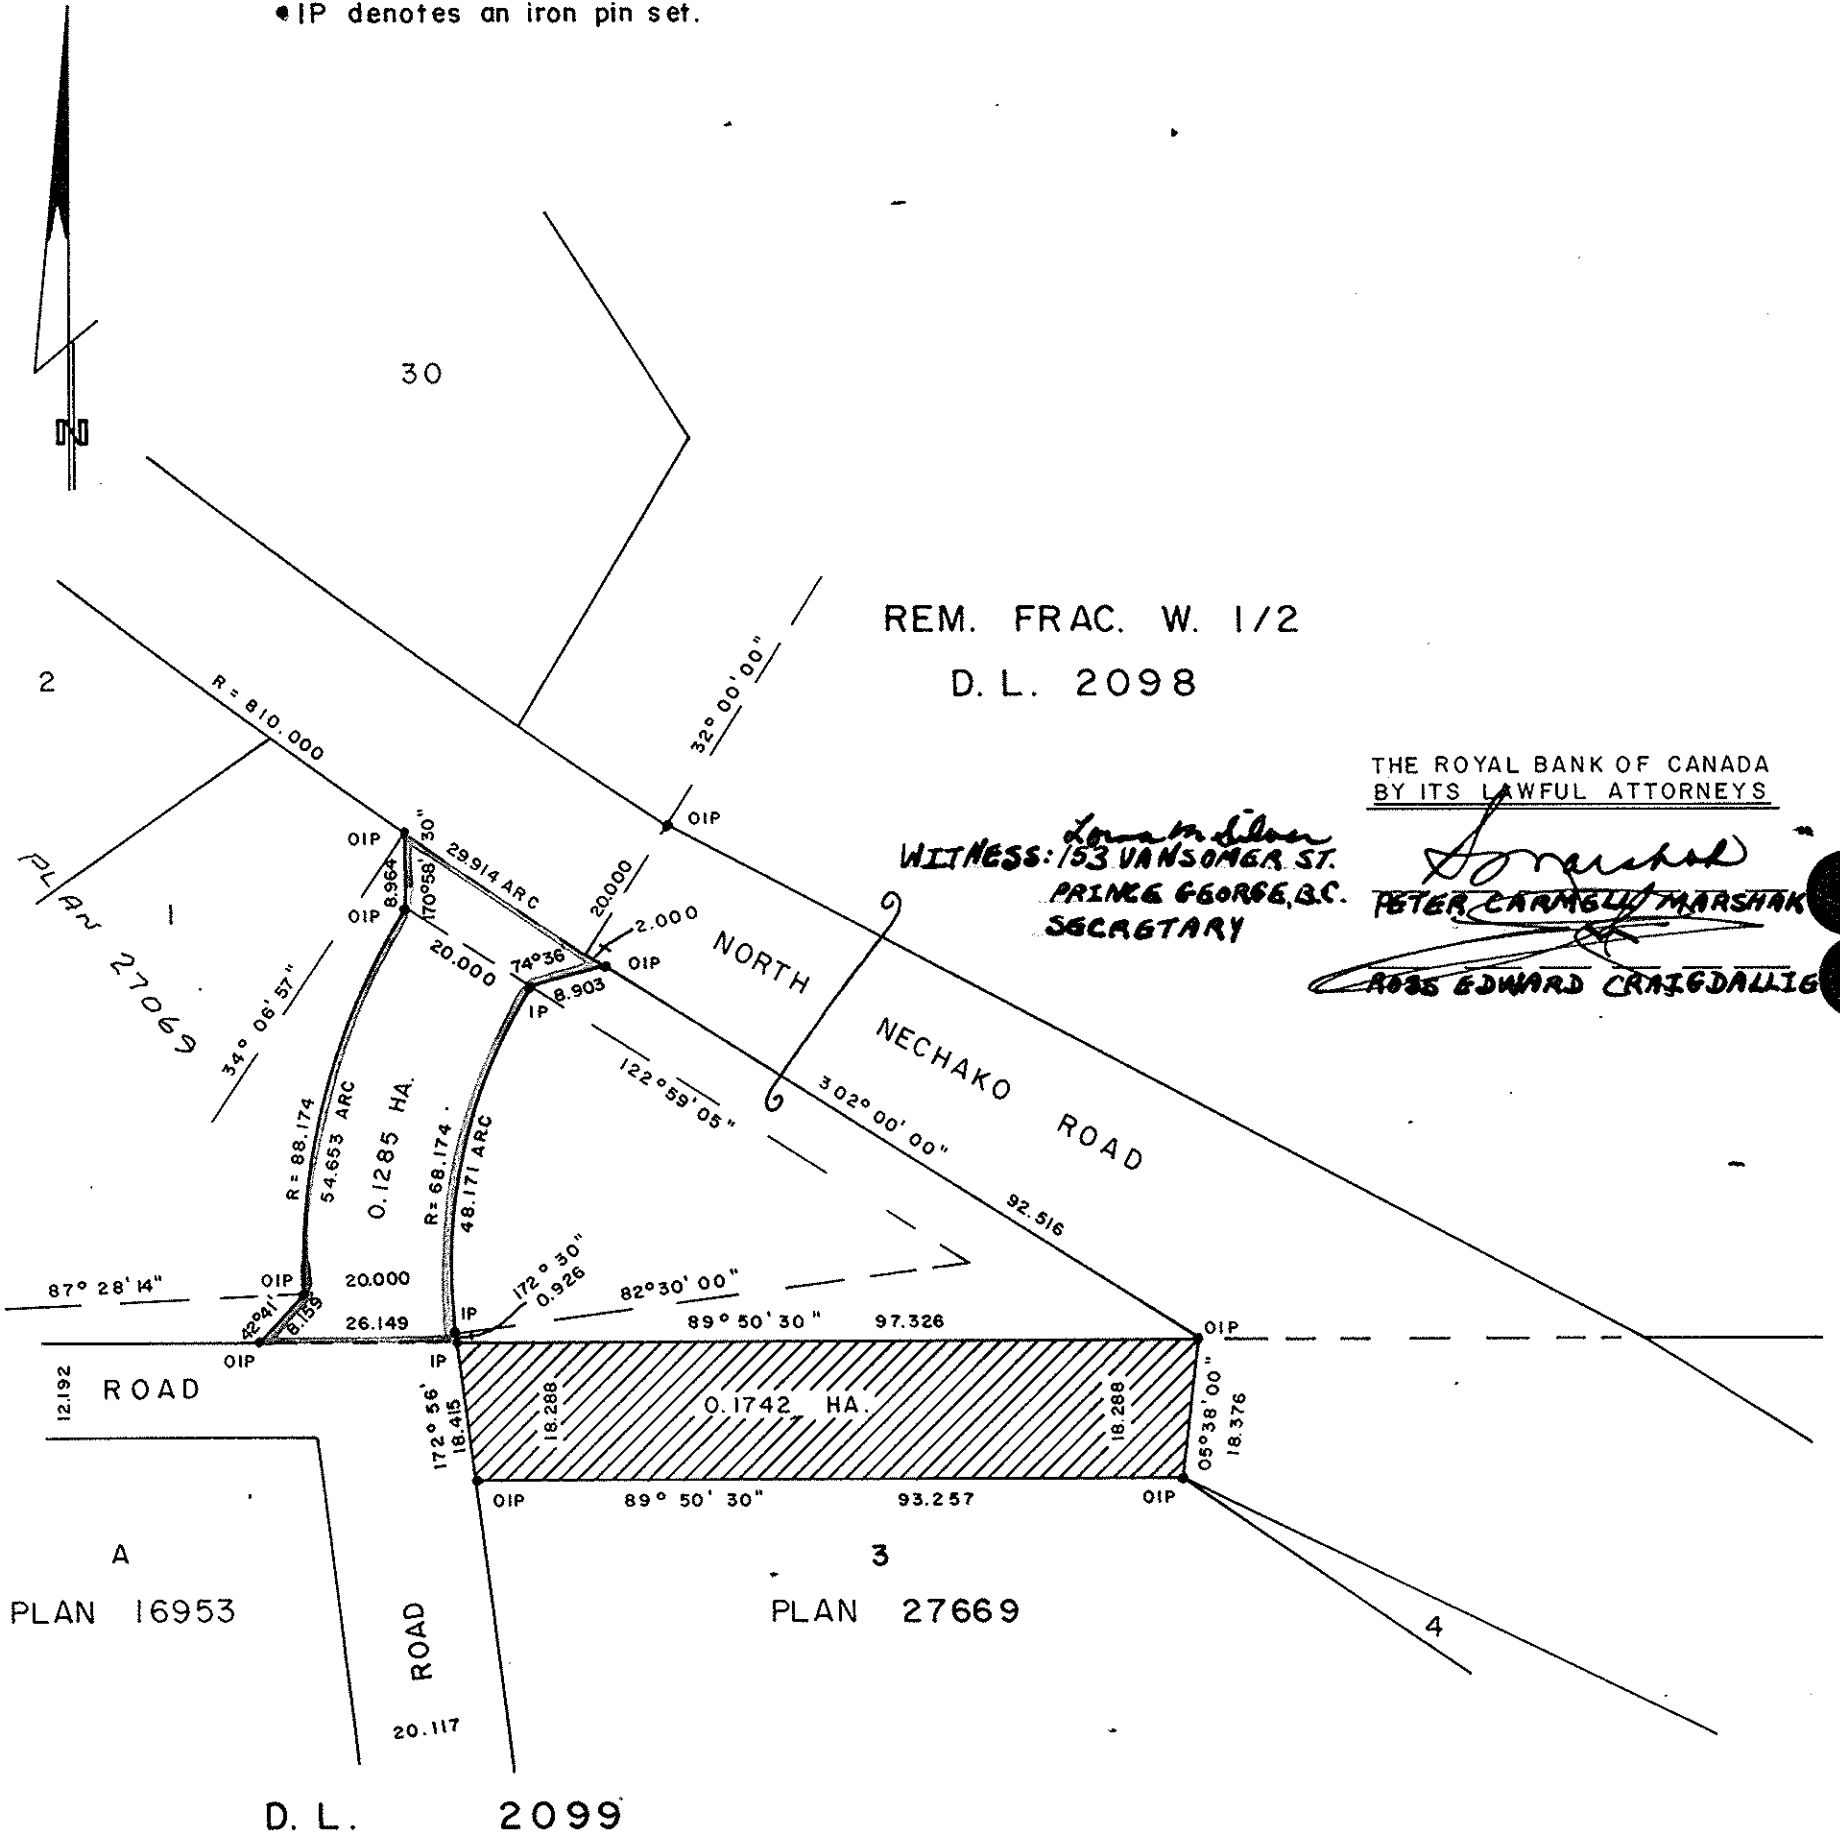 •IP denotes an iron pin set.
N
30
REM. FRAC. W. 1/2
D.L. 2098
2
R = 810.000
32° 00' 00"
THE ROYAL BANK OF CANADA
BY ITS LAWFUL ATTORNEYS
OIP
OIP
30"
29.914 ARC
WITNESS: 153 VANSOMER ST.
PRINCE GEORGE, B.C.
SECRETARY
PETER CARMELL MARSHAK
ROSS EDWARD CRAIGDALLIE
PLAN 27069
1
8.964
170°58'
OIP
20.000
20.000
2.000
74°36'
OIP
8.903
IP
NORTH
NECHAKO
ROAD
34° 06' 57"
122°59'05"
302° 00' 00"
92.516
R = 88.174
54.653 ARC
0.1285 HA.
R = 68.174
48.171 ARC
87° 28' 14"
OIP
20.000
172° 30"
0.926
82°30' 00"
42°41'
8.159
26.149
IP
89° 50' 30"
97.326
OIP
OIP
IP
12.192
ROAD
172° 56'
18.415
18.288
0.1742 HA.
18.288
05°38'00"
18.376
OIP
89° 50' 30"
93.257
OIP
A
3
PLAN 16953
PLAN 27669
4
ROAD
20.117
D.L. 2099